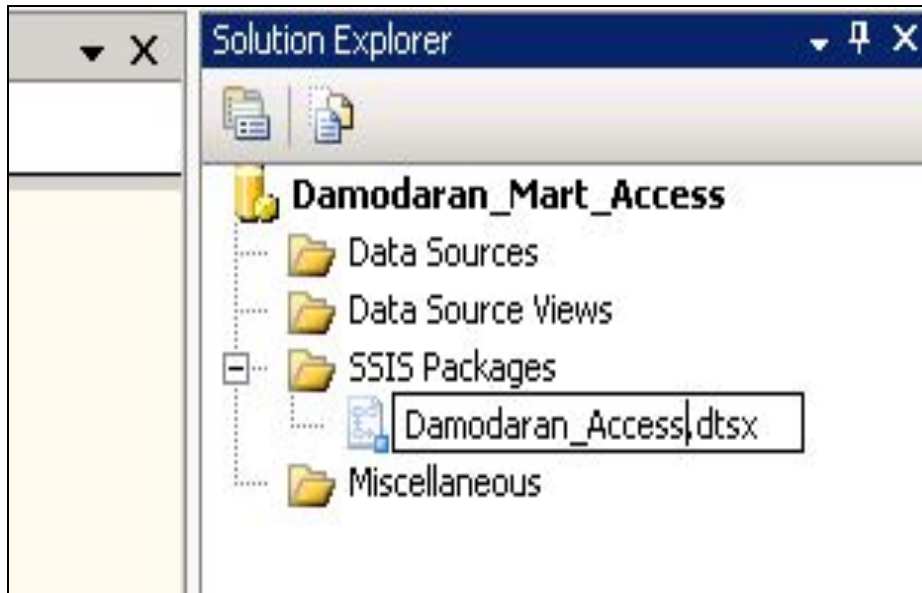 Solution Explorer
Damodaran_Mart_Access
Data Sources
Data Source Views
SSIS Packages
Damodaran_Access.dtsx
Miscellaneous